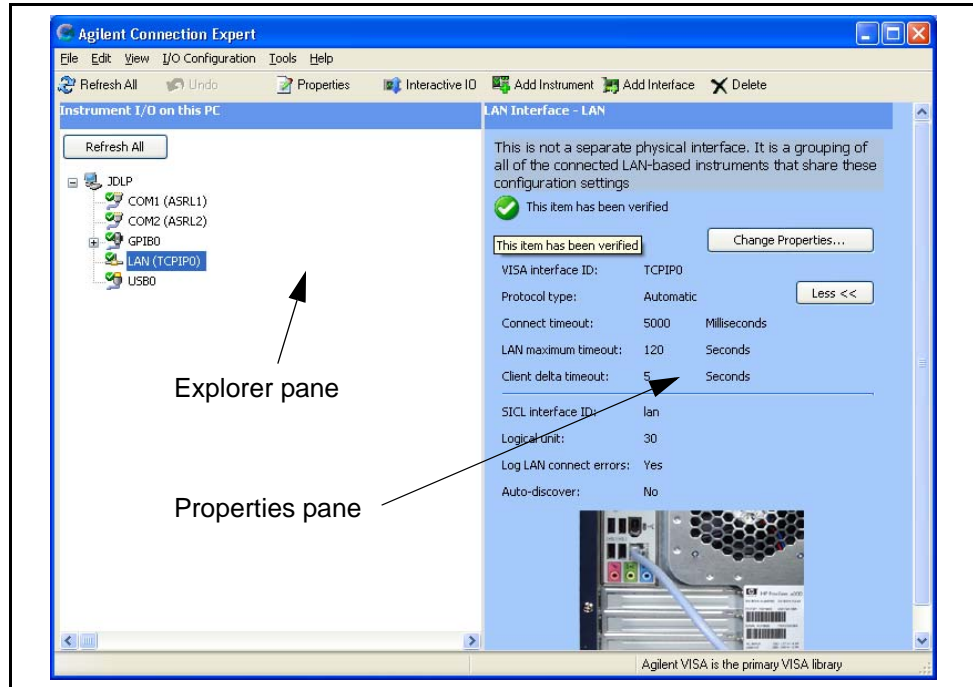 Agilent Connection Expert
File Edit View I/O Configuration Tools Help
Refresh All Undo Properties Interactive IO Add Instrument Add Interface Delete
Instrument I/O on this PC
Refresh All
JDLP
COM1 (ASRL1)
COM2 (ASRL2)
GPIB0
LAN (TCPIP0)
USB0
Explorer pane
Properties pane
LAN Interface - LAN
This is not a separate physical interface. It is a grouping of
all of the connected LAN-based instruments that share these
configuration settings
This item has been verified
This item has been verified
Change Properties...
VISA interface ID: TCPIP0
Protocol type: Automatic
Less <<
Connect timeout: 5000 Milliseconds
LAN maximum timeout: 120 Seconds
Client delta timeout: 5 Seconds
SICL interface ID: lan
Logical unit: 30
Log LAN connect errors: Yes
Auto-discover: No
Agilent VISA is the primary VISA library